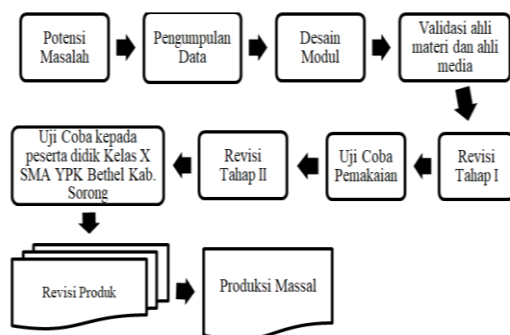 Potensi
Masalah
Pengumpulan
Data
Desain
Modul
Validasi ahli
materi dan ahli
media
Uji Coba kepada
peserta didik Kelas X
SMA YPK Bethel Kab.
Sorong
Revisi
Tahap II
Uji Coba
Pemakaian
Revisi
Tahap I
Revisi Produk
Produksi Massal